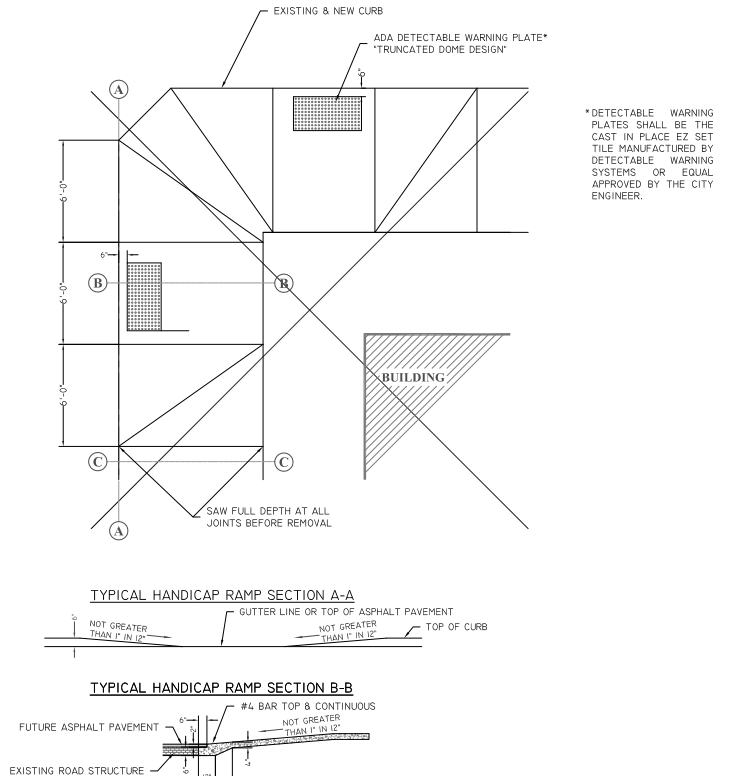 EXISTING & NEW CURB
ADA DETECTABLE WARNING PLATE*
"TRUNCATED DOME DESIGN"
6"
A
*DETECTABLE WARNING
PLATES SHALL BE THE
CAST IN PLACE EZ SET
TILE MANUFACTURED BY
DETECTABLE WARNING
SYSTEMS OR EQUAL
APPROVED BY THE CITY
ENGINEER.
6'-0"
6"
B
B
6'-0"
BUILDING
6'-0"
C
C
SAW FULL DEPTH AT ALL
JOINTS BEFORE REMOVAL
A
TYPICAL HANDICAP RAMP SECTION A-A
GUTTER LINE OR TOP OF ASPHALT PAVEMENT
6"
NOT GREATER
THAN 1" IN 12"
NOT GREATER
THAN 1" IN 12"
TOP OF CURB
TYPICAL HANDICAP RAMP SECTION B-B
#4 BAR TOP & CONTINUOUS
6"
NOT GREATER
THAN 1" IN 12"
FUTURE ASPHALT PAVEMENT
2"
6"
4"
EXISTING ROAD STRUCTURE